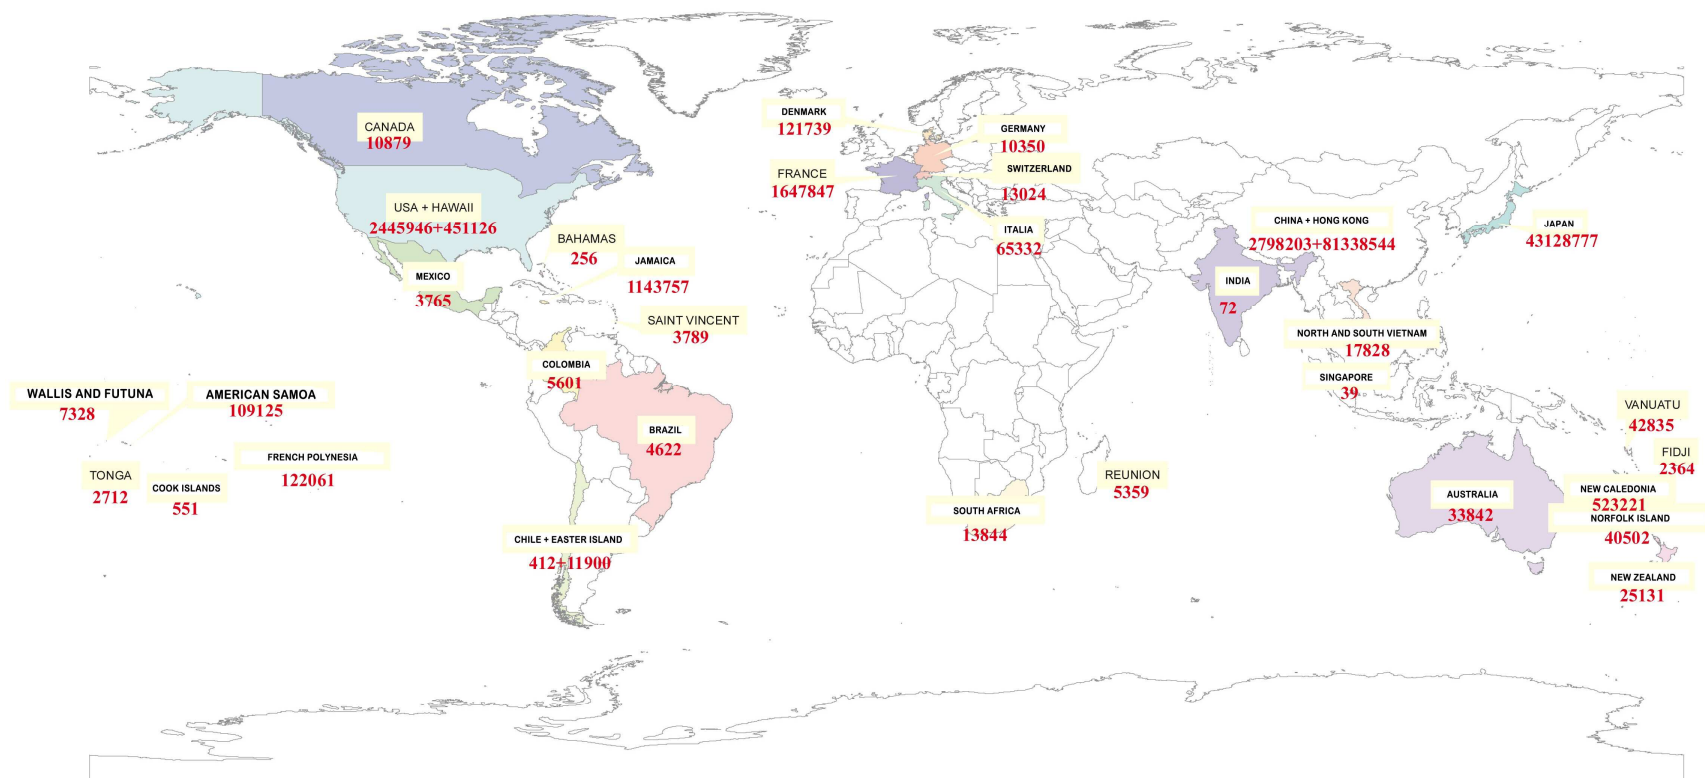 CANADA
10879
USA + HAWAII
2445946+451126
MEXICO
3765
BAHAMAS
256
JAMAICA
1143757
SAINT VINCENT
3789
COLOMBIA
5601
BRAZIL
4622
CHILE + EASTER ISLAND
412+11900
WALLIS AND FUTUNA
7328
AMERICAN SAMOA
109125
TONGA
2712
COOK ISLANDS
551
FRENCH POLYNESIA
122061
DENMARK
121739
GERMANY
10350
FRANCE
1647847
SWITZERLAND
13024
ITALIA
65332
SOUTH AFRICA
13844
REUNION
5359
CHINA + HONG KONG
2798203+81338544
JAPAN
43128777
INDIA
72
NORTH AND SOUTH VIETNAM
17828
SINGAPORE
39
VANUATU
42835
FIDJI
2364
AUSTRALIA
33842
NEW CALEDONIA
523221
NORFOLK ISLAND
40502
NEW ZEALAND
25131